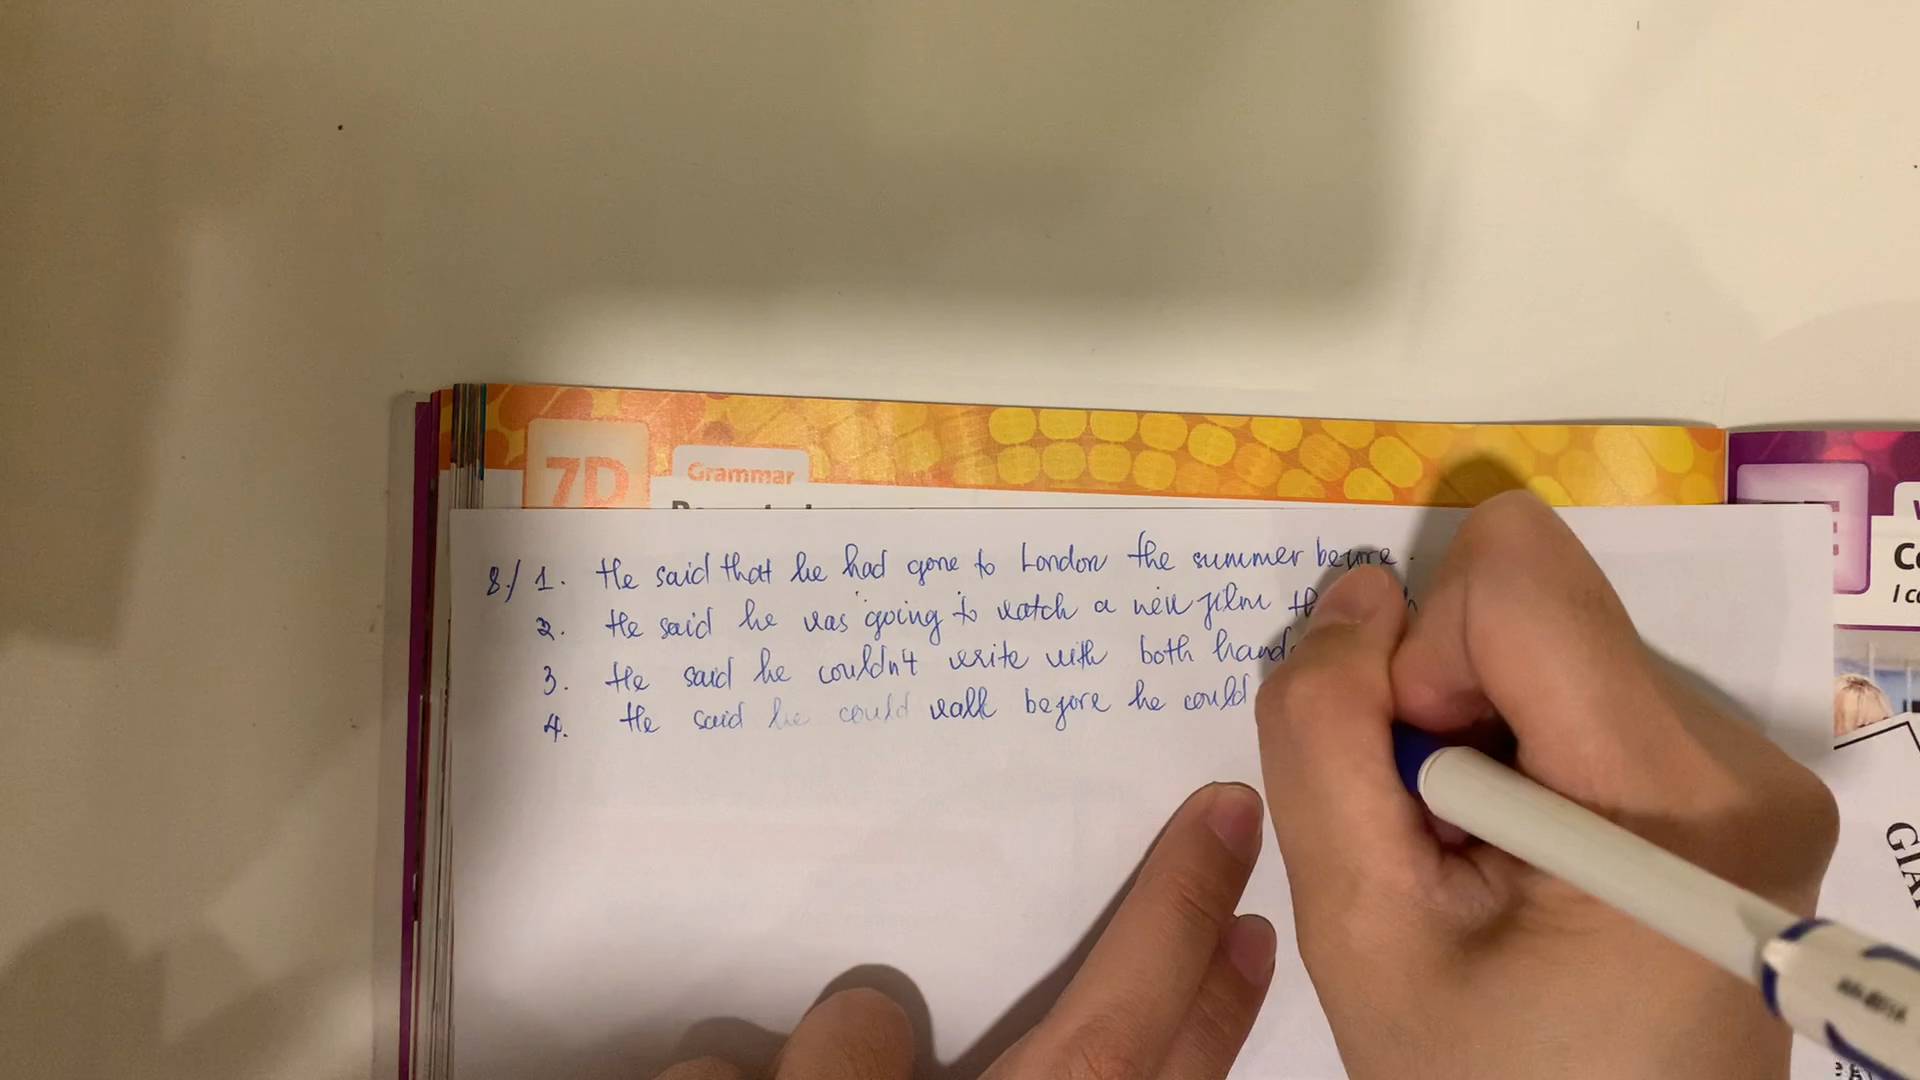 7D
Grammar
8./ 1. He said that he had gone to London the summer before.
2. He said he was going to watch a new film
3. He said he couldn't write with both hands
4. He said he could walk before he could